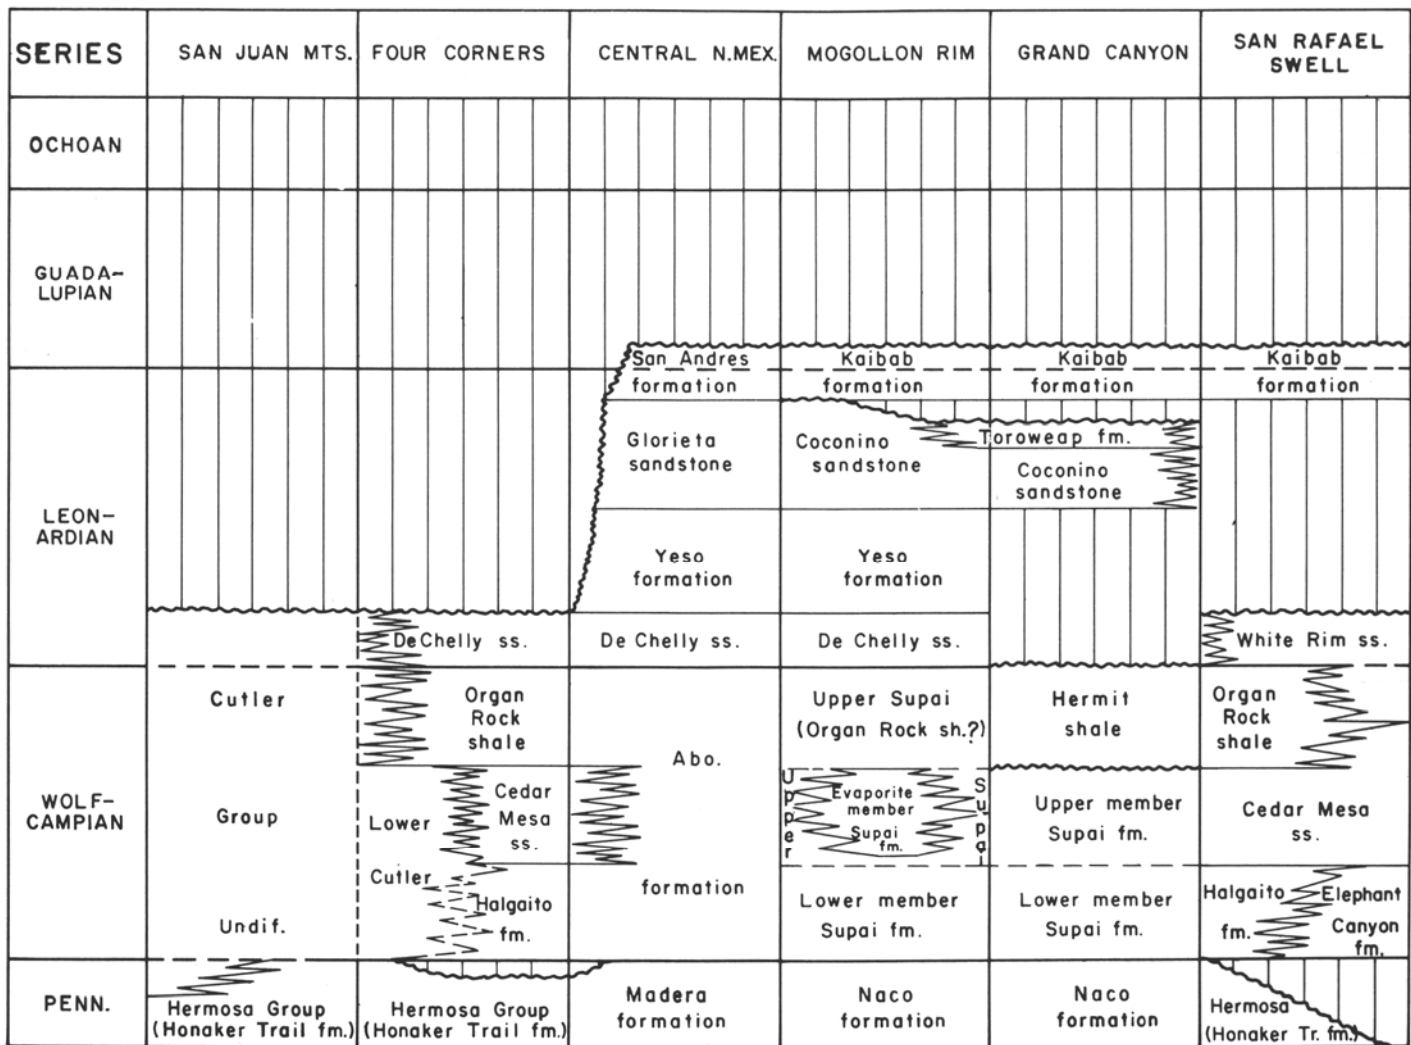 SERIES
SAN JUAN MTS.
FOUR CORNERS
CENTRAL N.MEX.
MOGOLLON RIM
GRAND CANYON
SAN RAFAEL
SWELL
OCHOAN
GUADA-
LUPIAN
San Andres
formation
Kaibab
formation
Kaibab
formation
Kaibab
formation
LEON-
ARDIAN
Glorieta
sandstone
Coconino
sandstone
Toroweap fm.
Coconino
sandstone
Yeso
formation
Yeso
formation
De Chelly ss.
De Chelly ss.
De Chelly ss.
White Rim ss.
WOLF-
CAMPIAN
Cutler
Group
Undif.
Organ
Rock
shale
Lower
Cutler
Cedar
Mesa
ss.
Halgaito
fm.
Abo.
formation
Upper Supai
(Organ Rock sh.?)
Upper
Evaporite
member
Supai
fm.
Supai
Lower member
Supai fm.
Hermit
shale
Upper member
Supai fm.
Lower member
Supai fm.
Organ
Rock
shale
Cedar Mesa
ss.
Halgaito
fm.
Elephant
Canyon
fm.
PENN.
Hermosa Group
(Honaker Trail fm.)
Hermosa Group
(Honaker Trail fm.)
Madera
formation
Naco
formation
Naco
formation
Hermosa
(Honaker Tr. fm.)